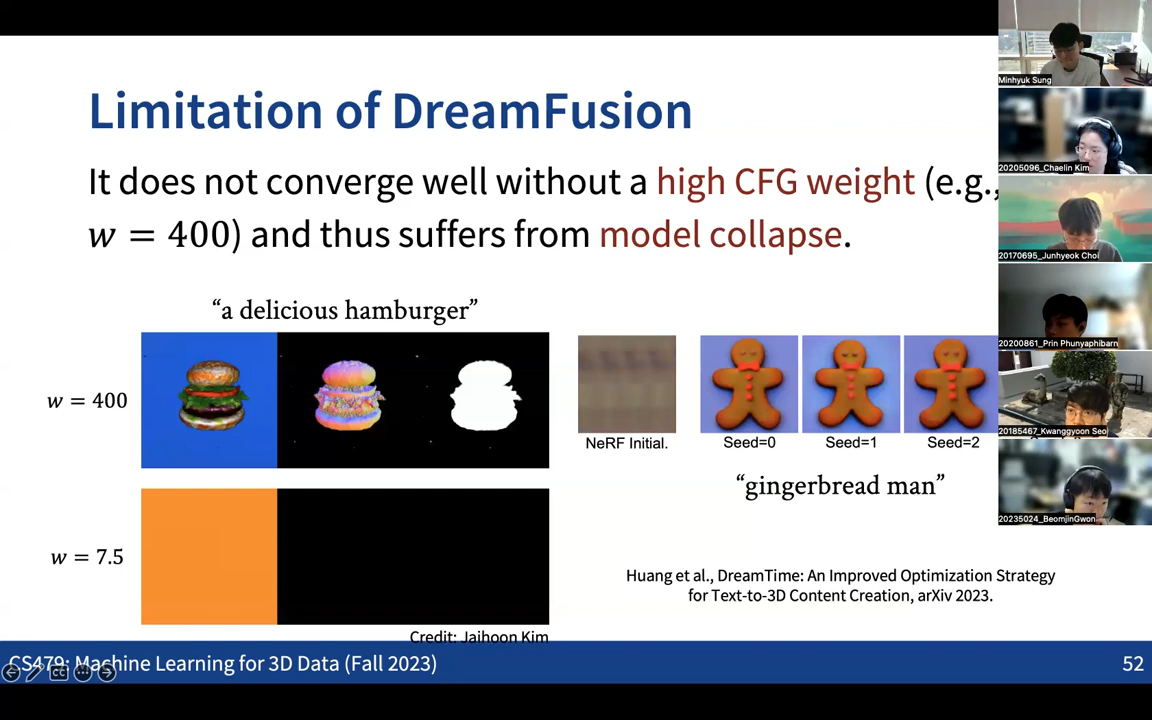 Limitation of DreamFusion
It does not converge well without a high CFG weight (e.g.,
w = 400) and thus suffers from model collapse.
“a delicious hamburger”
w = 400
w = 7.5
Credit: Jaihoon Kim
NeRF Initial.
Seed=0
Seed=1
Seed=2
“gingerbread man”
Huang et al., DreamTime: An Improved Optimization Strategy
for Text-to-3D Content Creation, arXiv 2023.
CS479: Machine Learning for 3D Data (Fall 2023)
52
Minhyuk Sung
20205096_Chaelin Kim
20170695_Junhyeok Choi
20200861_Prin Phunyaphibarn
20185467_Kwanggyoon Seo
20235024_BeomjinGwon
CC